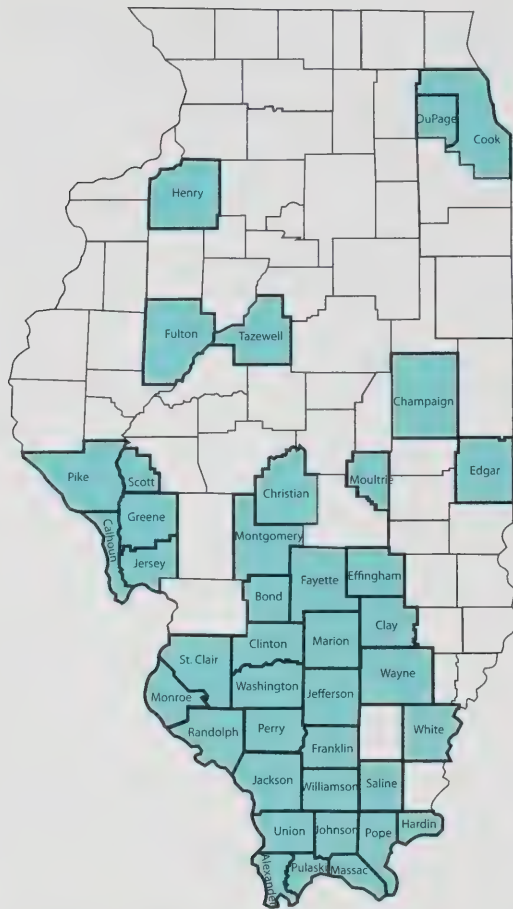 DuPage
Cook
Henry
Fulton
Tazewell
Champaign
Pike
Scott
Christian
Moultrie
Edgar
Greene
Calhoun
Montgomery
Jersey
Fayette
Effingham
Bond
Clay
Clinton
Marion
St. Clair
Wayne
Washington
Jefferson
Monroe
Randolph
Perry
White
Franklin
Jackson
Williamson
Saline
Union
Johnson
Pope
Hardin
Alexander
Pulaski
Massac